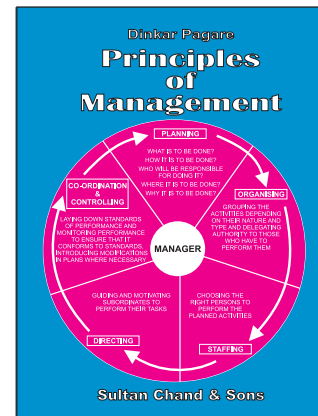 Dinkar Pagare
Principles
of
Management
PLANNING
WHAT IS TO BE DONE?
HOW IT IS TO BE DONE?
WHO WILL BE RESPONSIBLE
FOR DOING IT?
WHERE IT IS TO BE DONE?
WHY IT IS TO BE DONE?
ORGANISING
GROUPING THE
ACTIVITIES DEPENDING
ON THEIR NATURE AND
TYPE AND DELEGATING
AUTHORITY TO THOSE
WHO HAVE TO
PERFORM THEM
CO-ORDINATION
&
CONTROLLING
LAYING DOWN STANDARDS
OF PERFORMANCE AND
MONITORING PERFORMANCE
TO ENSURE THAT IT
CONFORMS TO STANDARDS,
INTRODUCING MODIFICATIONS
IN PLANS WHERE NECESSARY
MANAGER
GUIDING AND MOTIVATING
SUBORDINATES TO
PERFORM THEIR TASKS
DIRECTING
CHOOSING THE
RIGHT PERSONS TO
PERFORM THE
PLANNED ACTIVITIES
STAFFING
Sultan Chand & Sons